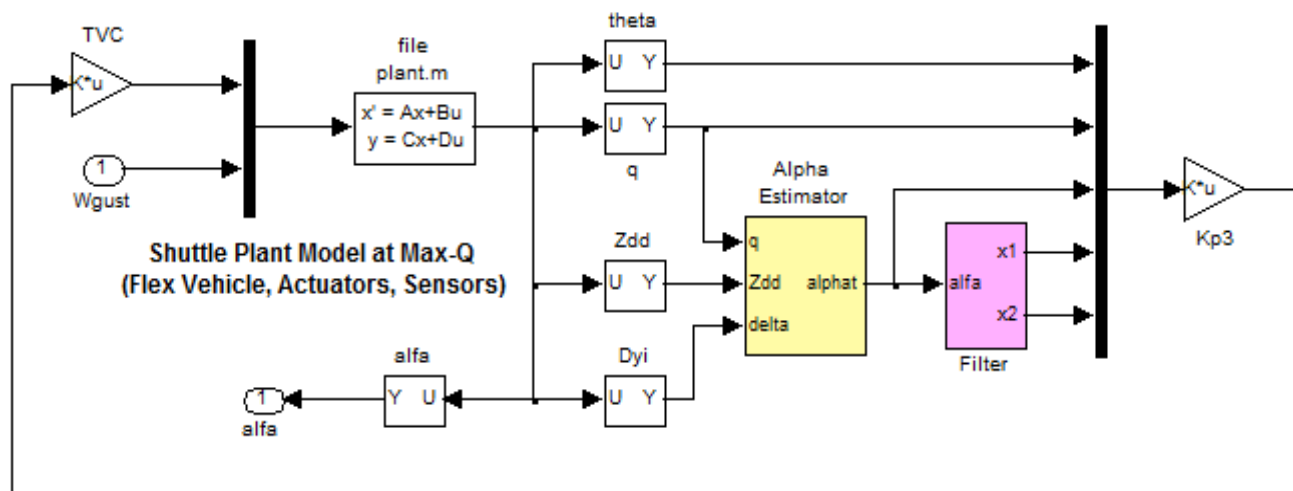 TVC
K*u
1
Wgust
file
plant.m
x' = Ax+Bu
y = Cx+Du
Shuttle Plant Model at Max-Q
(Flex Vehicle, Actuators, Sensors)
theta
U Y
U Y
q
Zdd
U Y
alfa
Y U
1
alfa
Dyi
U Y
Alpha
Estimator
q
Zdd alphat
delta
x1
alfa
x2
Filter
K*u
Kp3